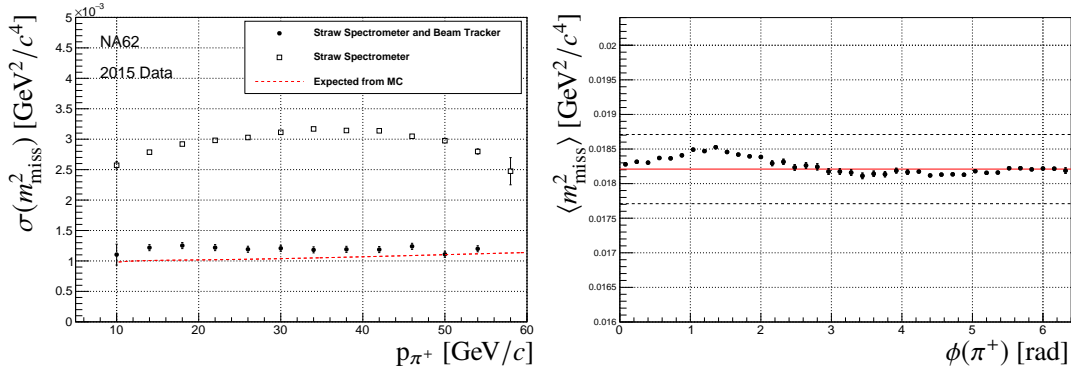 ×10⁻³
5
4.5
4
3.5
3
2.5
2
1.5
1
0.5
0
σ(m²miss) [GeV²/c⁴]
NA62
2015 Data
Straw Spectrometer and Beam Tracker
Straw Spectrometer
Expected from MC
10 20 30 40 50 60
pπ+ [GeV/c]
0.02
0.0195
0.019
0.0185
0.018
0.0175
0.017
0.0165
0.016
⟨m²miss⟩ [GeV²/c⁴]
0 1 2 3 4 5 6
ϕ(π⁺) [rad]